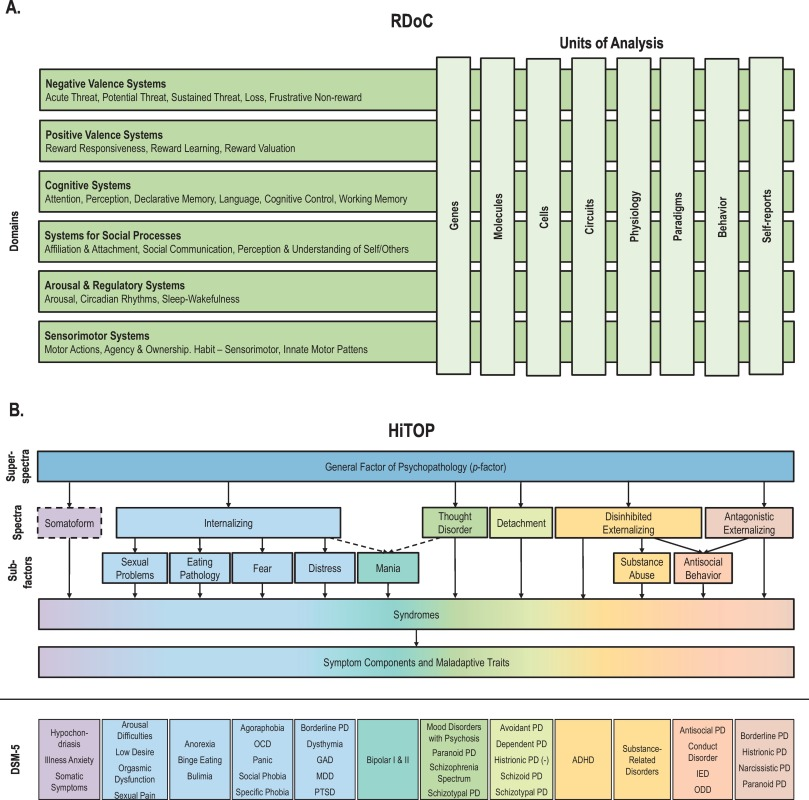 A.
RDoC
Units of Analysis
Domains
Negative Valence Systems
Acute Threat, Potential Threat, Sustained Threat, Loss, Frustrative Non-reward
Positive Valence Systems
Reward Responsiveness, Reward Learning, Reward Valuation
Cognitive Systems
Attention, Perception, Declarative Memory, Language, Cognitive Control, Working Memory
Systems for Social Processes
Affiliation & Attachment, Social Communication, Perception & Understanding of Self/Others
Arousal & Regulatory Systems
Arousal, Circadian Rhythms, Sleep-Wakefulness
Sensorimotor Systems
Motor Actions, Agency & Ownership. Habit – Sensorimotor, Innate Motor Pattens
Genes
Molecules
Cells
Circuits
Physiology
Paradigms
Behavior
Self-reports
B.
HiTOP
Super-
spectra
General Factor of Psychopathology (p-factor)
Spectra
Somatoform
Internalizing
Thought
Disorder
Detachment
Disinhibited
Externalizing
Antagonistic
Externalizing
Sub-
factors
Sexual
Problems
Eating
Pathology
Fear
Distress
Mania
Substance
Abuse
Antisocial
Behavior
Syndromes
Symptom Components and Maladaptive Traits
DSM-5
Hypochon-
driasis
Illness Anxiety
Somatic
Symptoms
Arousal
Difficulties
Low Desire
Orgasmic
Dysfunction
Sexual Pain
Anorexia
Binge Eating
Bulimia
Agoraphobia
OCD
Panic
Social Phobia
Specific Phobia
Borderline PD
Dysthymia
GAD
MDD
PTSD
Bipolar I & II
Mood Disorders
with Psychosis
Paranoid PD
Schizophrenia
Spectrum
Schizotypal PD
Avoidant PD
Dependent PD
Histrionic PD (-)
Schizoid PD
Schizotypal PD
ADHD
Substance-
Related
Disorders
Antisocial PD
Conduct
Disorder
IED
ODD
Borderline PD
Histrionic PD
Narcissistic PD
Paranoid PD